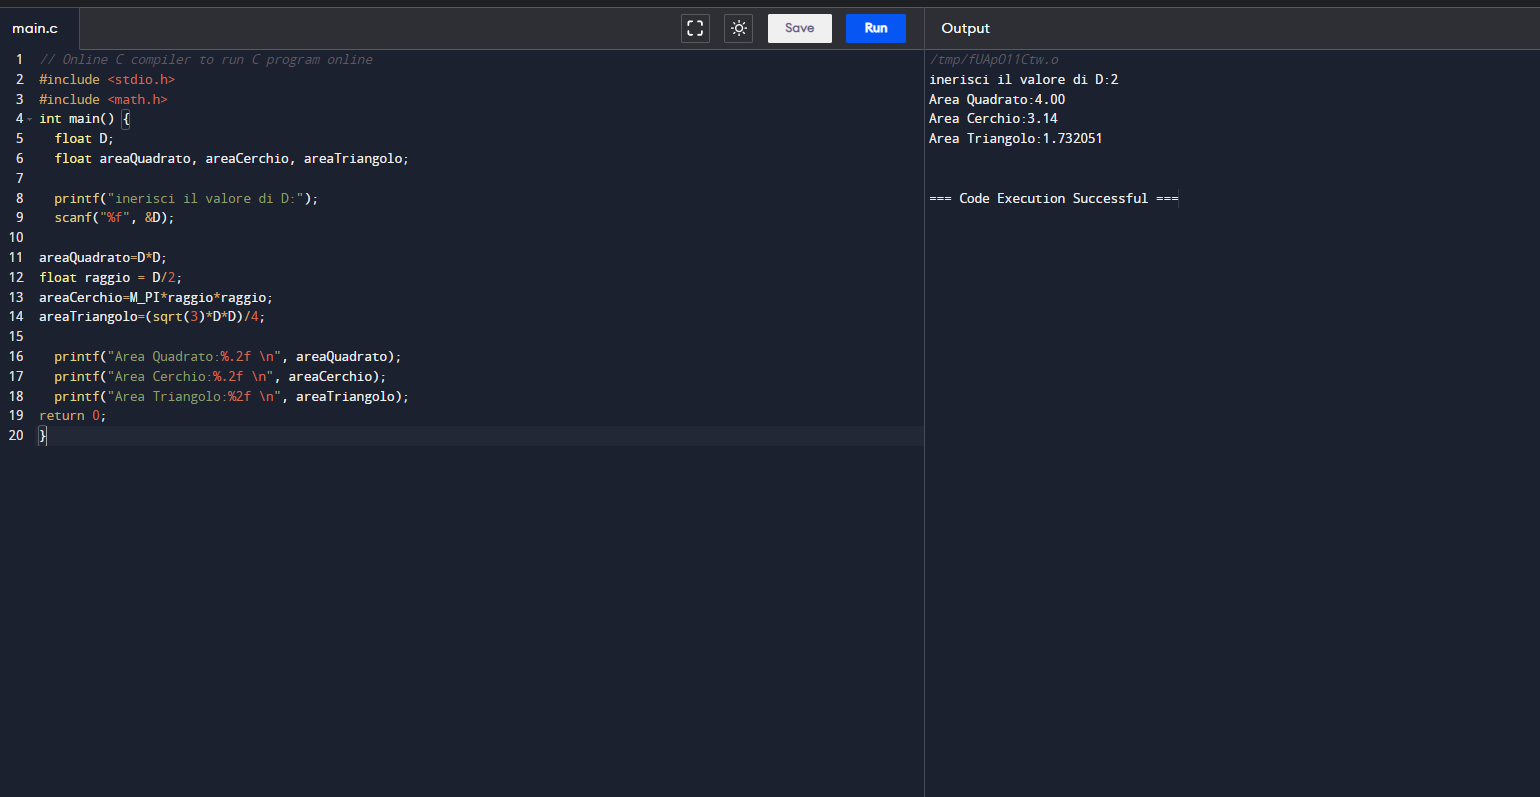 main.c
Save
Run
Output
1 // Online C compiler to run C program online
2 #include <stdio.h>
3 #include <math.h>
4 int main() {
5 float D;
6 float areaQuadrato, areaCerchio, areaTriangolo;
7
8 printf("inerisci il valore di D:");
9 scanf("%f", &D);
10
11 areaQuadrato=D*D;
12 float raggio = D/2;
13 areaCerchio=M_PI*raggio*raggio;
14 areaTriangolo=(sqrt(3)*D*D)/4;
15
16 printf("Area Quadrato:%.2f \n", areaQuadrato);
17 printf("Area Cerchio:%.2f \n", areaCerchio);
18 printf("Area Triangolo:%2f \n", areaTriangolo);
19 return 0;
20 }
/tmp/fUApO11Ctw.o
inerisci il valore di D:2
Area Quadrato:4.00
Area Cerchio:3.14
Area Triangolo:1.732051
=== Code Execution Successful ===